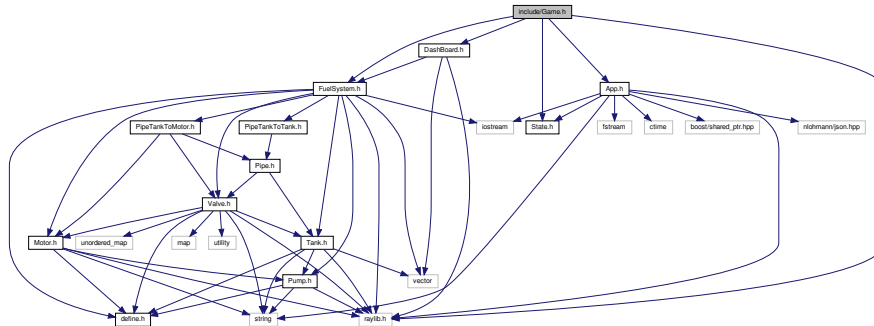 include/Game.h
DashBoard.h
FuelSystem.h
App.h
PipeTankToMotor.h
PipeTankToTank.h
iostream
State.h
fstream
ctime
boost/shared_ptr.hpp
nlohmann/json.hpp
Pipe.h
Valve.h
Motor.h
unordered_map
map
utility
Tank.h
Pump.h
vector
define.h
string
raylib.h